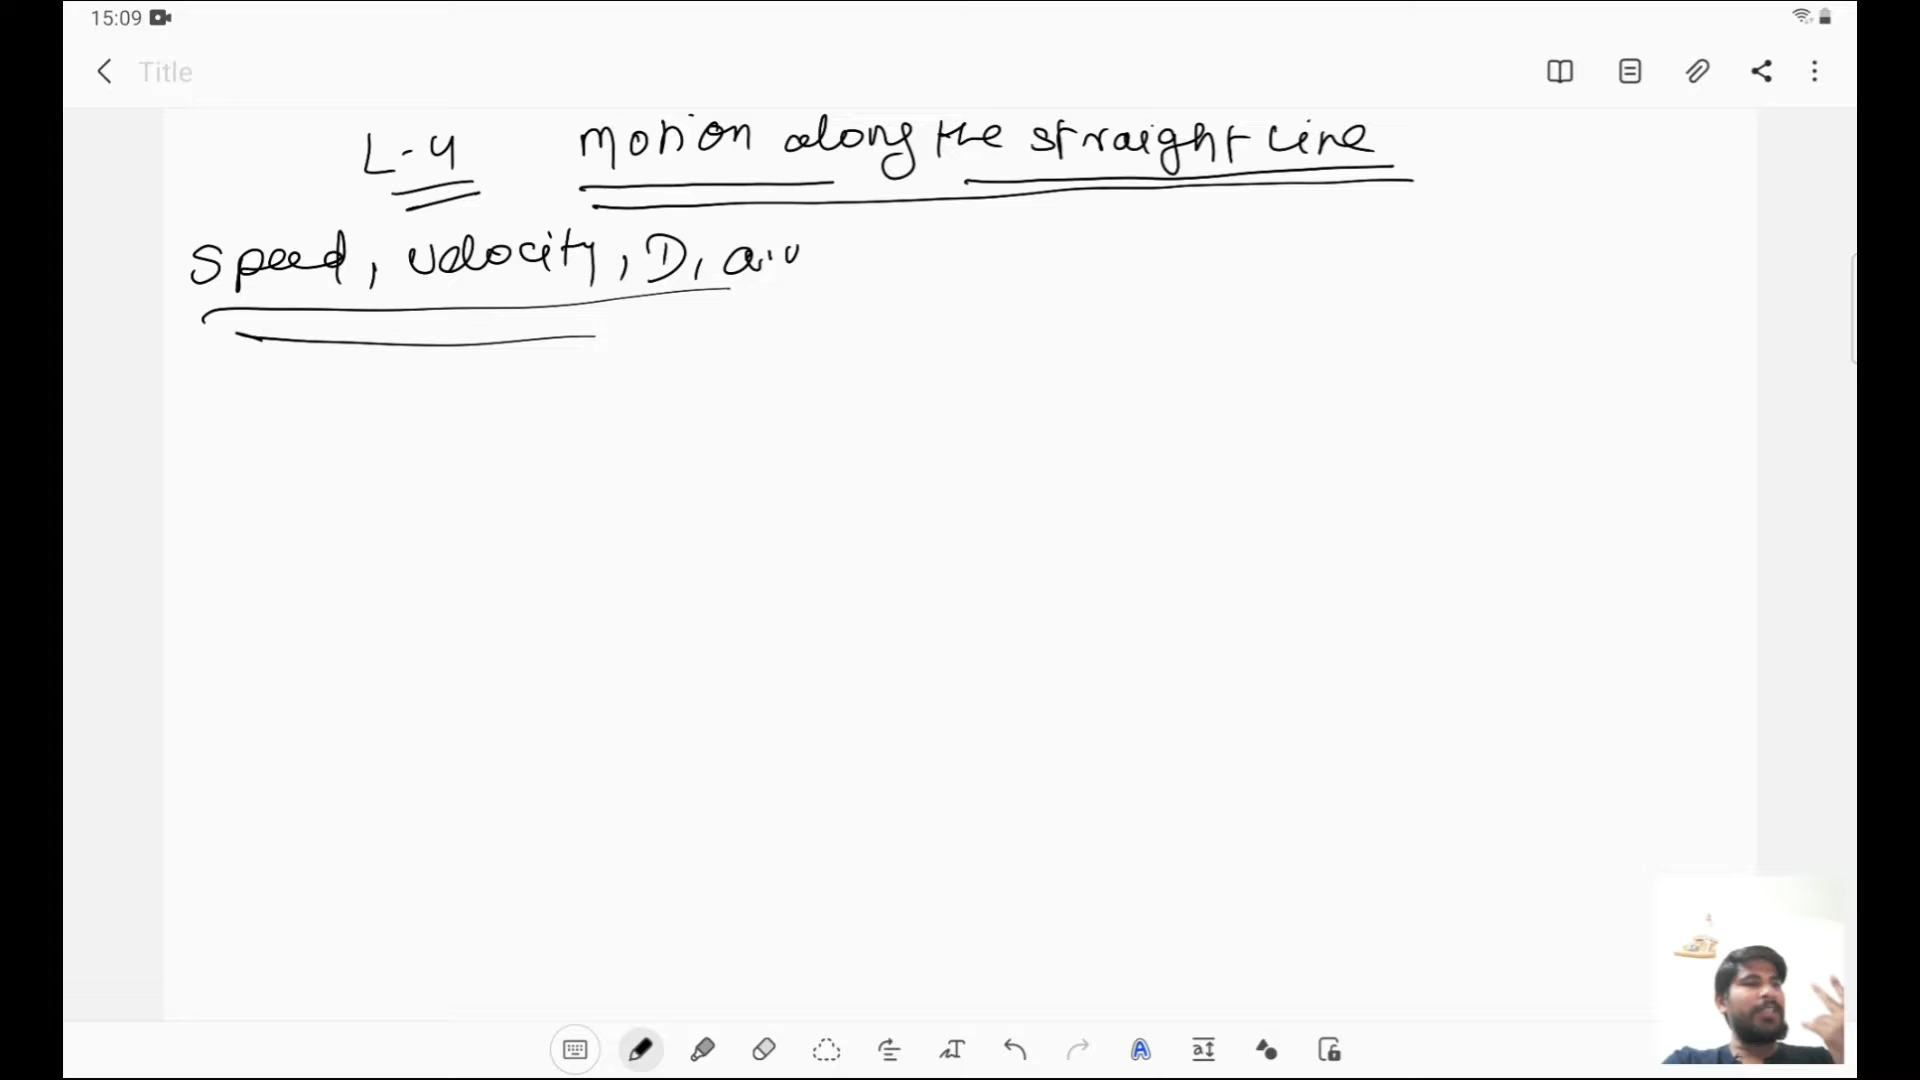 15:09
Title
L-4 motion along the straight line
speed, velocity, D, a.v